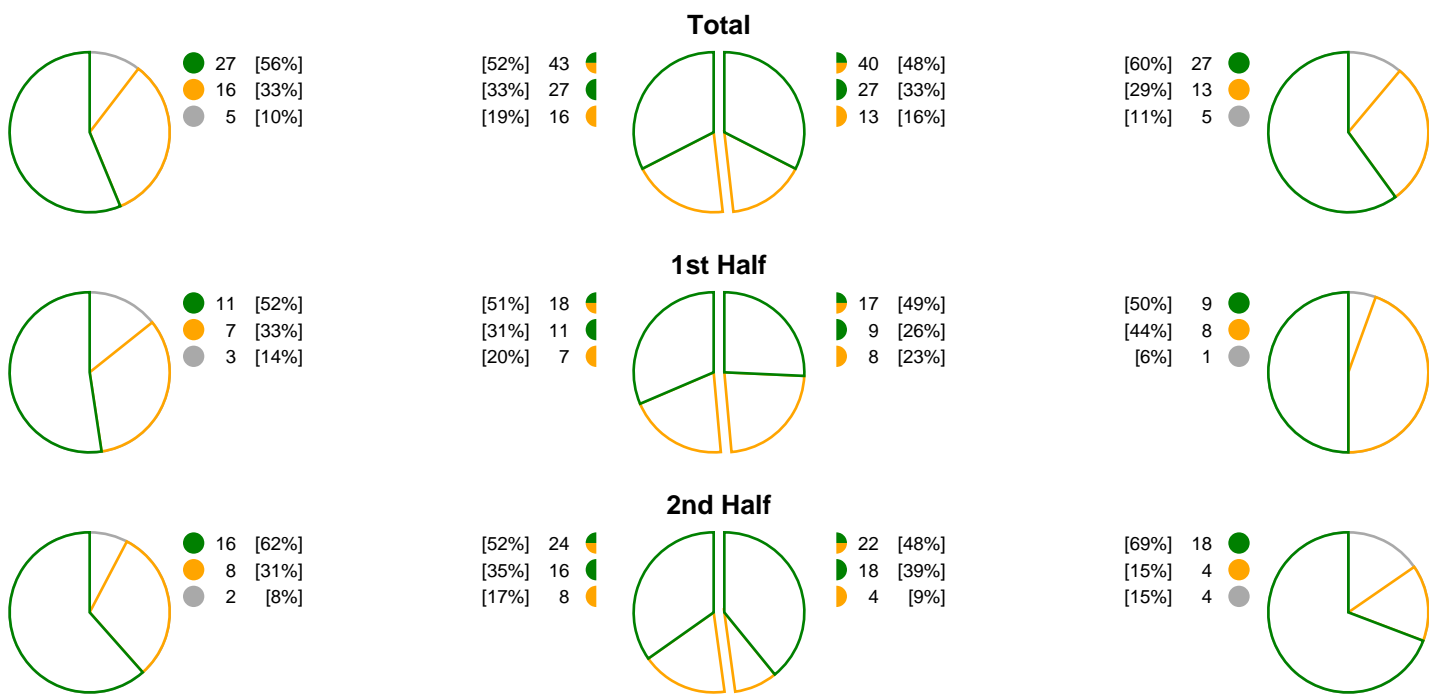 Total
27 [56%] [52%] 43 40 [48%] [60%] 27
16 [33%] [33%] 27 27 [33%] [29%] 13
5 [10%] [19%] 16 13 [16%] [11%] 5
1st Half
11 [52%] [51%] 18 17 [49%] [50%] 9
7 [33%] [31%] 11 9 [26%] [44%] 8
3 [14%] [20%] 7 8 [23%] [6%] 1
2nd Half
16 [62%] [52%] 24 22 [48%] [69%] 18
8 [31%] [35%] 16 18 [39%] [15%] 4
2 [8%] [17%] 8 4 [9%] [15%] 4